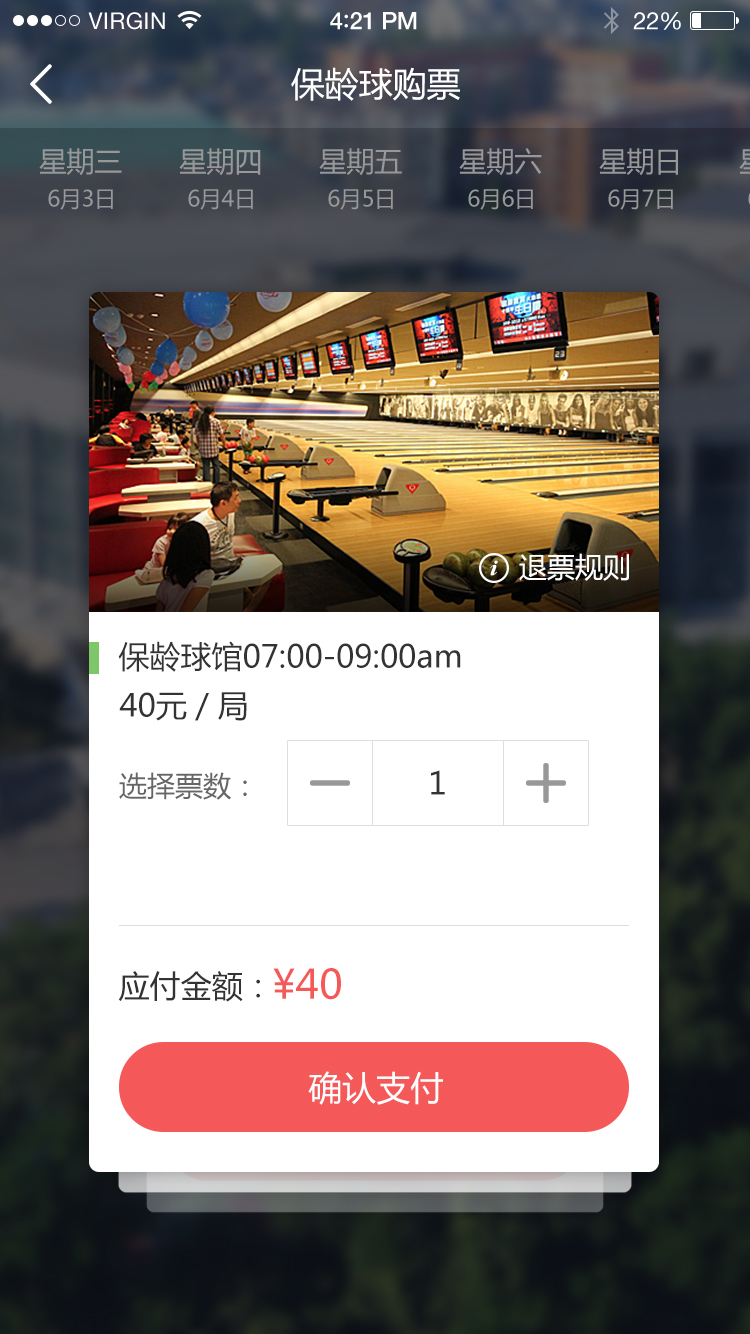 VIRGIN 4:21 PM 22%
保龄球购票
星期三 星期四 星期五 星期六 星期日
6月3日 6月4日 6月5日 6月6日 6月7日
23
退票规则
保龄球馆07:00-09:00am
40元 / 局
选择票数： 1
应付金额：¥40
确认支付